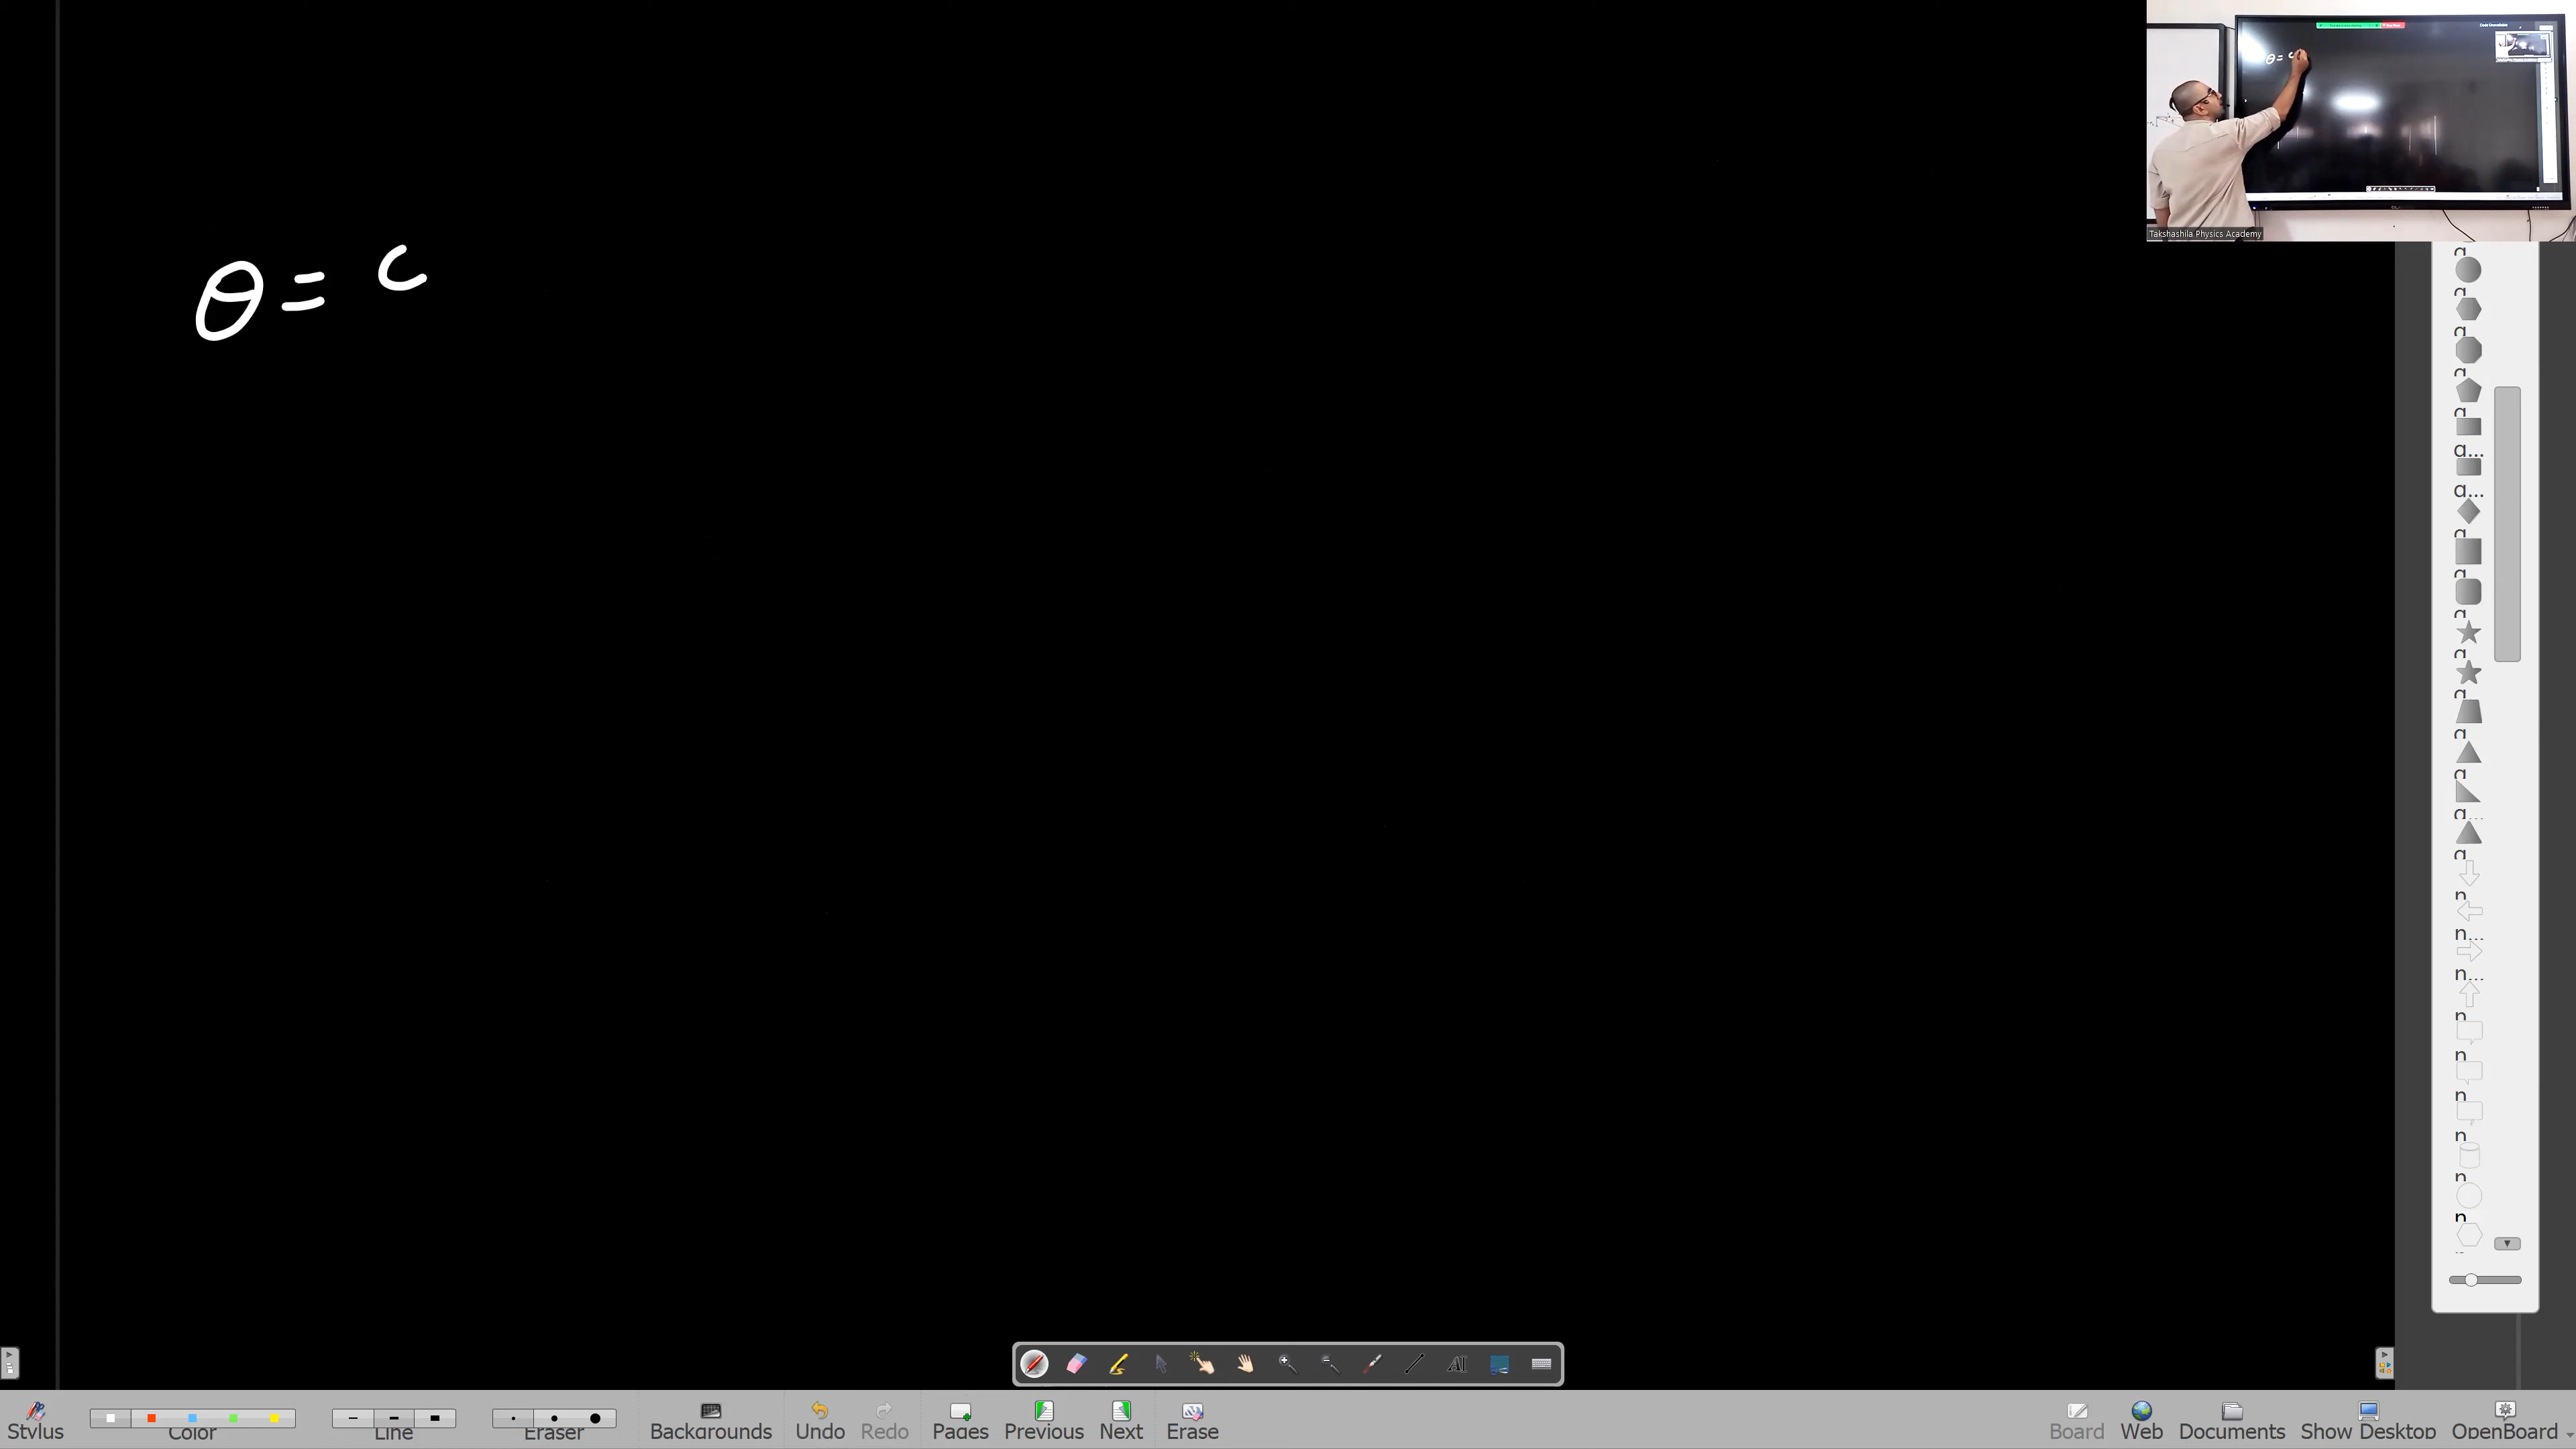 θ = c
Takshashila Physics Academy
Stylus
Color
Line
Eraser
Backgrounds
Undo
Redo
Pages
Previous
Next
Erase
Board
Web
Documents
Show Desktop
OpenBoard